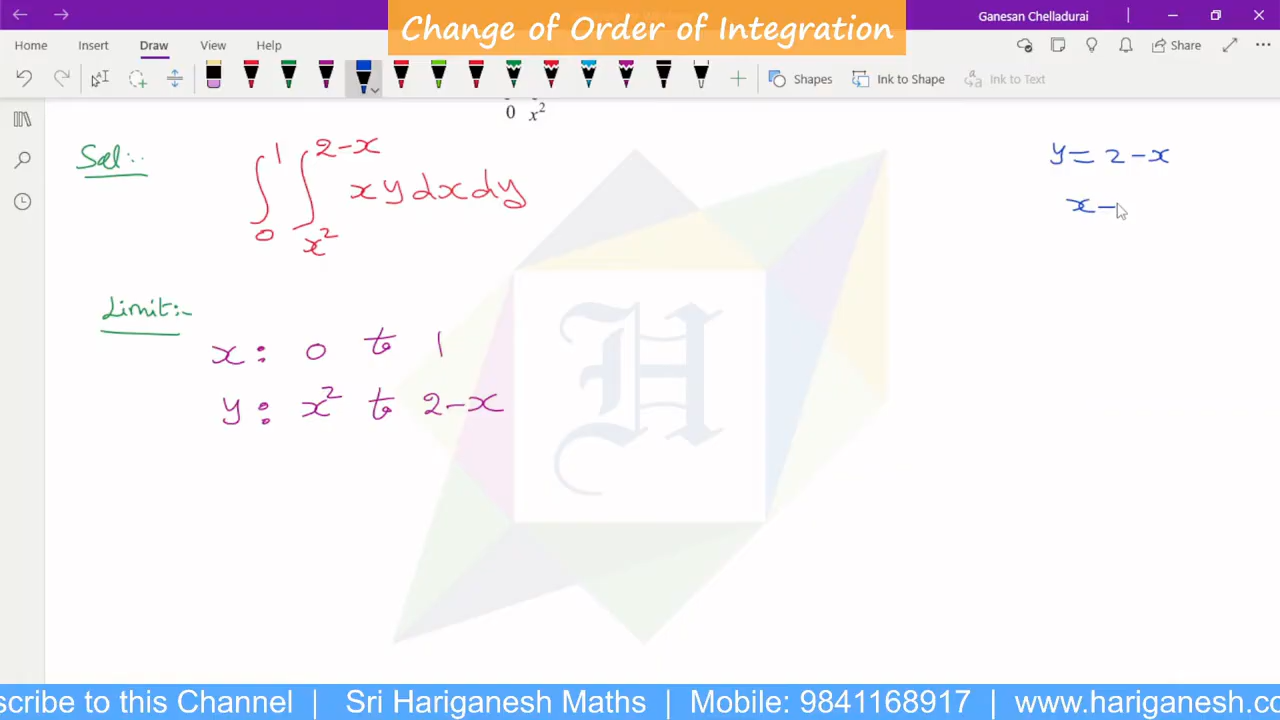 Change of Order of Integration
Ganesan Chelladurai
Home Insert Draw View Help
Share
Shapes Ink to Shape Ink to Text
0 x²
Sol:-
∫₀¹ ∫ₓ²²⁻ˣ xy dx dy
y = 2 - x
x -
Limit:-
x : 0 to 1
y : x² to 2-x
H
scribe to this Channel | Sri Hariganesh Maths | Mobile: 9841168917 | www.hariganesh.co